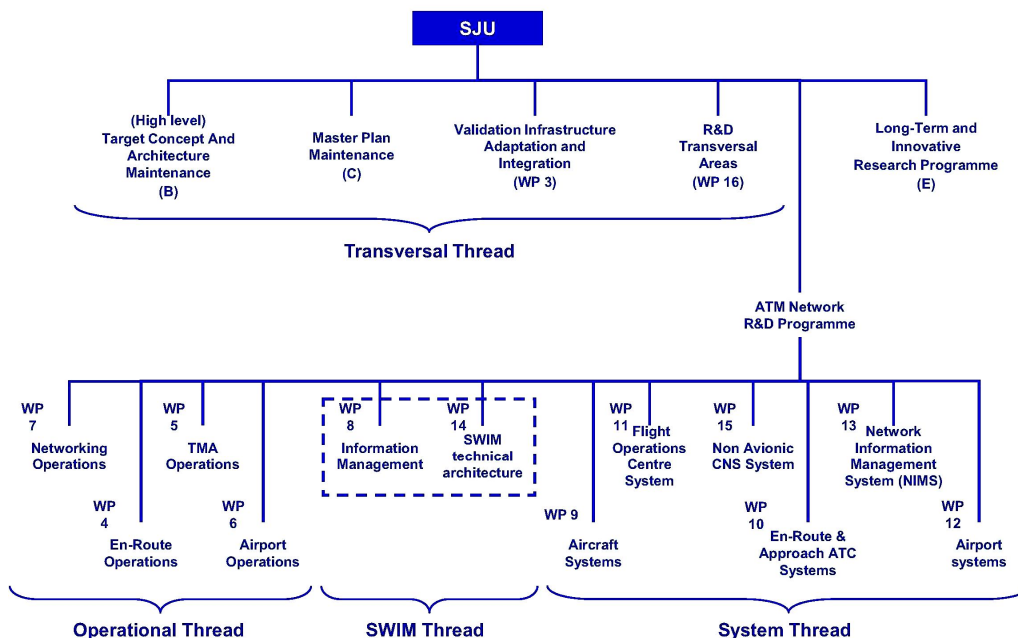 SJU
(High level)
Target Concept And
Architecture
Maintenance
(B)
Master Plan
Maintenance
(C)
Validation Infrastructure
Adaptation and
Integration
(WP 3)
R&D
Transversal
Areas
(WP 16)
Long-Term and
Innovative
Research Programme
(E)
Transversal Thread
ATM Network
R&D Programme
WP
7
Networking
Operations
WP
5
TMA
Operations
WP
8
Information
Management
WP
14
SWIM
technical
architecture
WP
11
Flight
Operations
Centre
System
WP
15
Non Avionic
CNS System
WP
13
Network
Information
Management
System (NIMS)
WP
4
En-Route
Operations
WP
6
Airport
Operations
WP 9
Aircraft
Systems
WP
10
En-Route &
Approach ATC
Systems
WP
12
Airport
systems
Operational Thread
SWIM Thread
System Thread